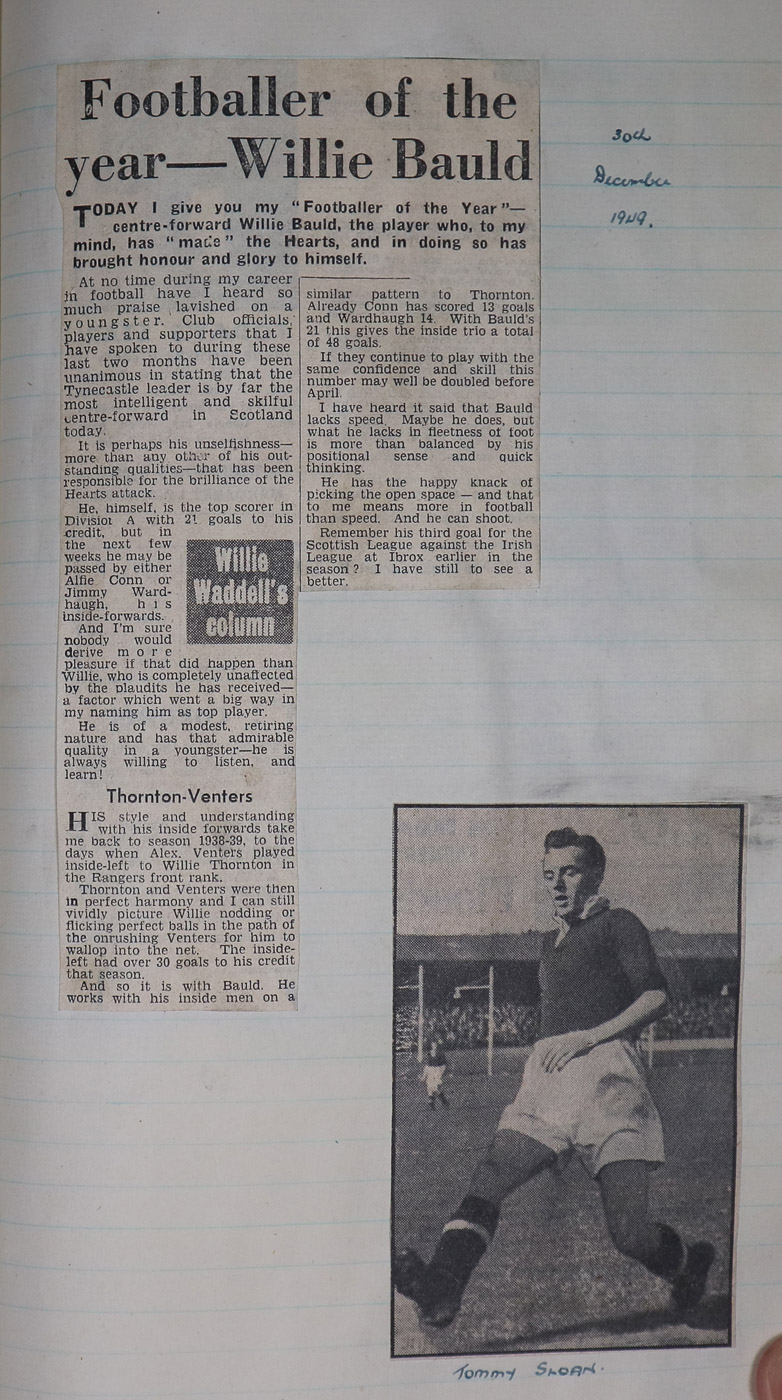 Footballer of the
year—Willie Bauld
TODAY I give you my "Footballer of the Year"—
centre-forward Willie Bauld, the player who, to my
mind, has "made" the Hearts, and in doing so has
brought honour and glory to himself.
At no time during my career
in football have I heard so
much praise lavished on a
youngster. Club officials,
players and supporters that I
have spoken to during these
last two months have been
unanimous in stating that the
Tynecastle leader is by far the
most intelligent and skilful
centre-forward in Scotland
today.
It is perhaps his unselfishness—
more than any other of his out-
standing qualities—that has been
responsible for the brilliance of the
Hearts attack.
He, himself, is the top scorer in
Division A with 21 goals to his
credit, but in
the next few
weeks he may be
passed by either
Alfie Conn or
Jimmy Ward-
haugh, his
inside-forwards.
And I'm sure
nobody would
derive more
pleasure if that did happen than
Willie, who is completely unaffected
by the plaudits he has received—
a factor which went a big way in
my naming him as top player.
He is of a modest, retiring
nature and has that admirable
quality in a youngster—he is
always willing to listen, and
learn!
Willie
Waddell's
column
Thornton-Venters
HIS style and understanding
with his inside forwards take
me back to season 1938-39, to the
days when Alex. Venters played
inside-left to Willie Thornton in
the Rangers front rank.
Thornton and Venters were then
in perfect harmony and I can still
vividly picture Willie nodding or
flicking perfect balls in the path of
the onrushing Venters for him to
wallop into the net. The inside-
left had over 30 goals to his credit
that season.
And so it is with Bauld. He
works with his inside men on a
similar pattern to Thornton.
Already Conn has scored 13 goals
and Wardhaugh 14. With Bauld's
21 this gives the inside trio a total
of 48 goals.
If they continue to play with the
same confidence and skill this
number may well be doubled before
April.
I have heard it said that Bauld
lacks speed. Maybe he does, but
what he lacks in fleetness of foot
is more than balanced by his
positional sense and quick
thinking.
He has the happy knack of
picking the open space — and that
to me means more in football
than speed. And he can shoot.
Remember his third goal for the
Scottish League against the Irish
League at Ibrox earlier in the
season? I have still to see a
better.
30th
December
1949.
Tommy Sloan.